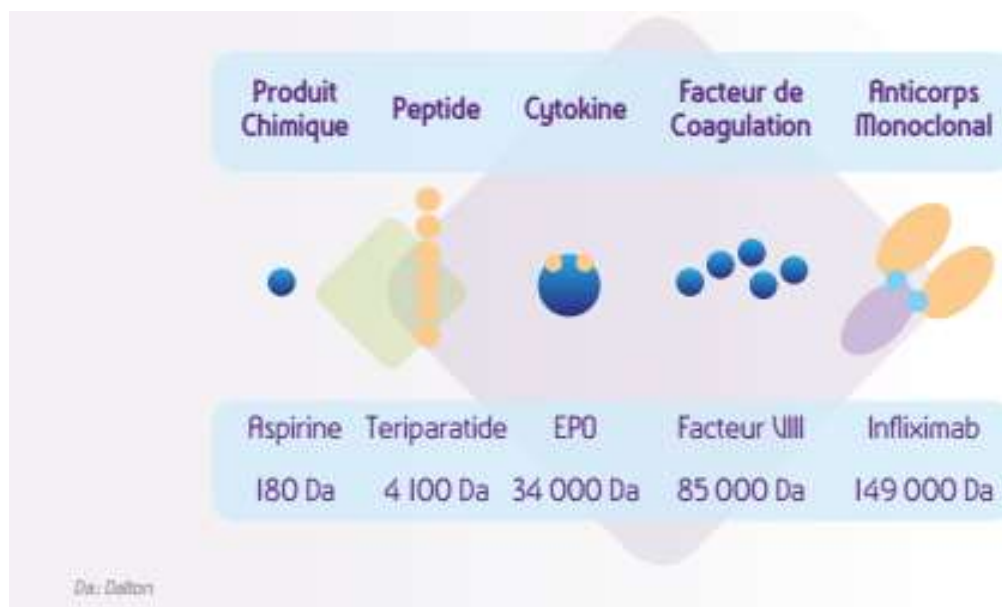 Produit
Chimique
Peptide
Cytokine
Facteur de
Coagulation
Anticorps
Monoclonal
Aspirine
Teriparatide
EPO
Facteur VIII
Infliximab
180 Da
4 100 Da
34 000 Da
85 000 Da
149 000 Da
Da: Dalton